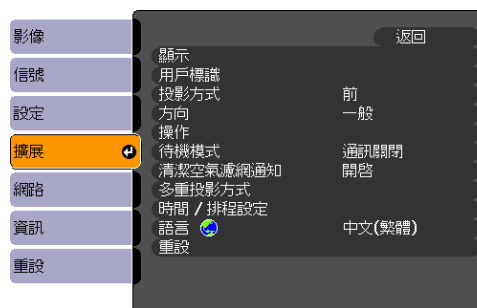 影像
信號
設定
擴展
網路
資訊
重設
返回
顯示
用戶標識
投影方式 前
方向 一般
操作
待機模式 通訊關閉
清潔空氣濾網通知 開啓
多重投影方式
時間 / 排程設定
語言 中文(繁體)
重設